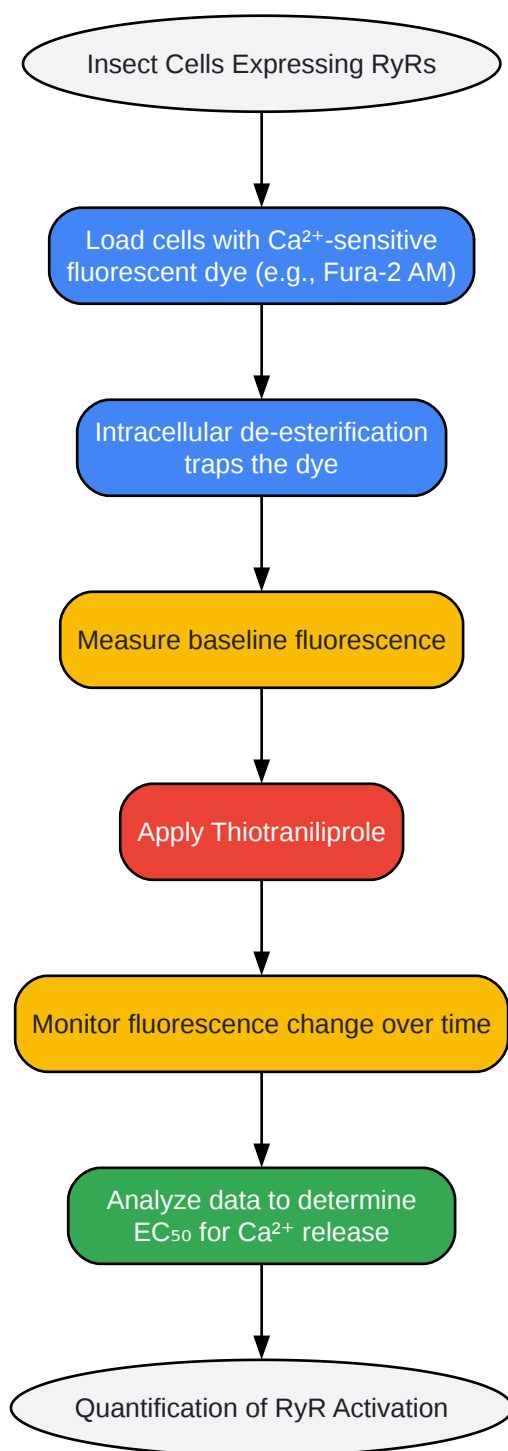 Insect Cells Expressing RyRs
Load cells with Ca²⁺-sensitive
fluorescent dye (e.g., Fura-2 AM)
Intracellular de-esterification
traps the dye
Measure baseline fluorescence
Apply Thiotraniliprole
Monitor fluorescence change over time
Analyze data to determine
EC₅₀ for Ca²⁺ release
Quantification of RyR Activation